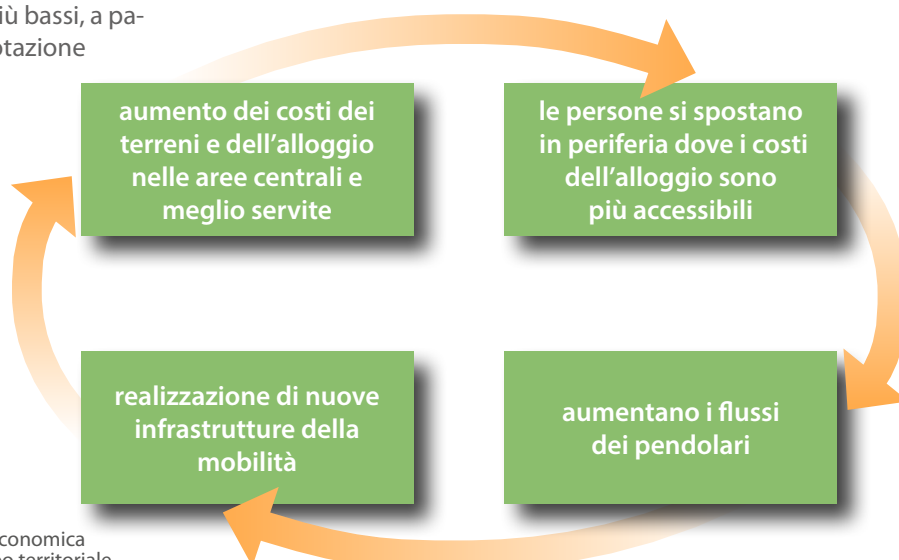 iù bassi, a pa-
otazione
aumento dei costi dei
terreni e dell’alloggio
nelle aree centrali e
meglio servite
le persone si spostano
in periferia dove i costi
dell’alloggio sono
più accessibili
realizzazione di nuove
infrastrutture della
mobilità
aumentano i flussi
dei pendolari
conomica
territoriale